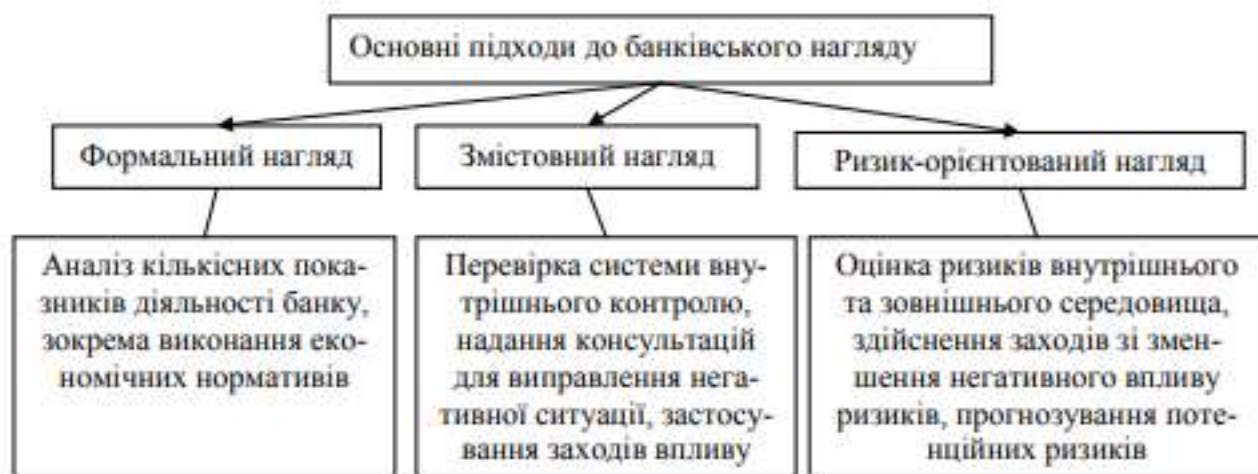 Основні підходи до банківського нагляду
Формальний нагляд
Змістовний нагляд
Ризик-орієнтований нагляд
Аналіз кількісних пока-
зників діяльності банку,
зокрема виконання еко-
номічних нормативів
Перевірка системи вну-
трішнього контролю,
надання консультацій
для виправлення нега-
тивної ситуації, застосу-
вання заходів впливу
Оцінка ризиків внутрішнього
та зовнішнього середовища,
здійснення заходів зі змен-
шення негативного впливу
ризиків, прогнозування поте-
нційних ризиків